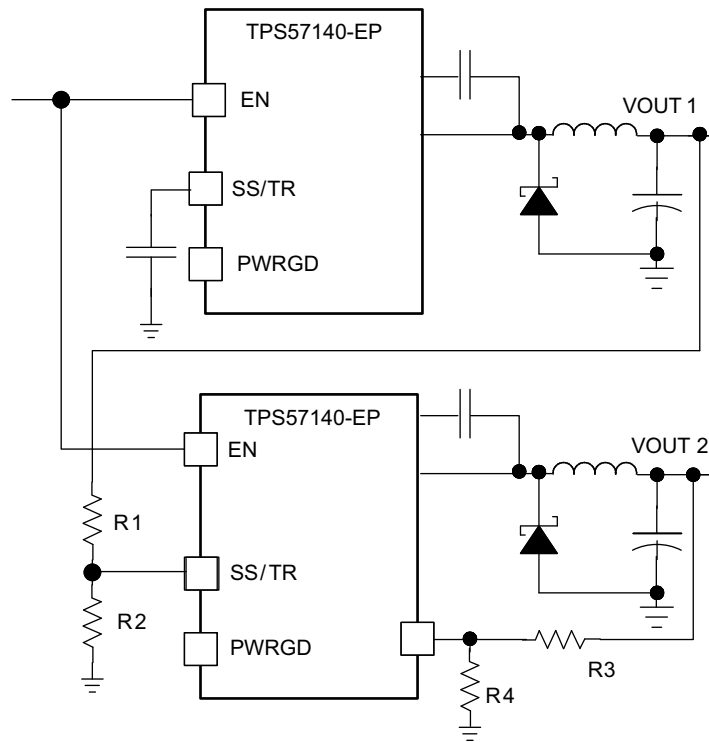 TPS57140-EP
EN
VOUT 1
SS/TR
PWRGD
TPS57140-EP
EN
VOUT 2
R1
SS/TR
R2
PWRGD
R3
R4